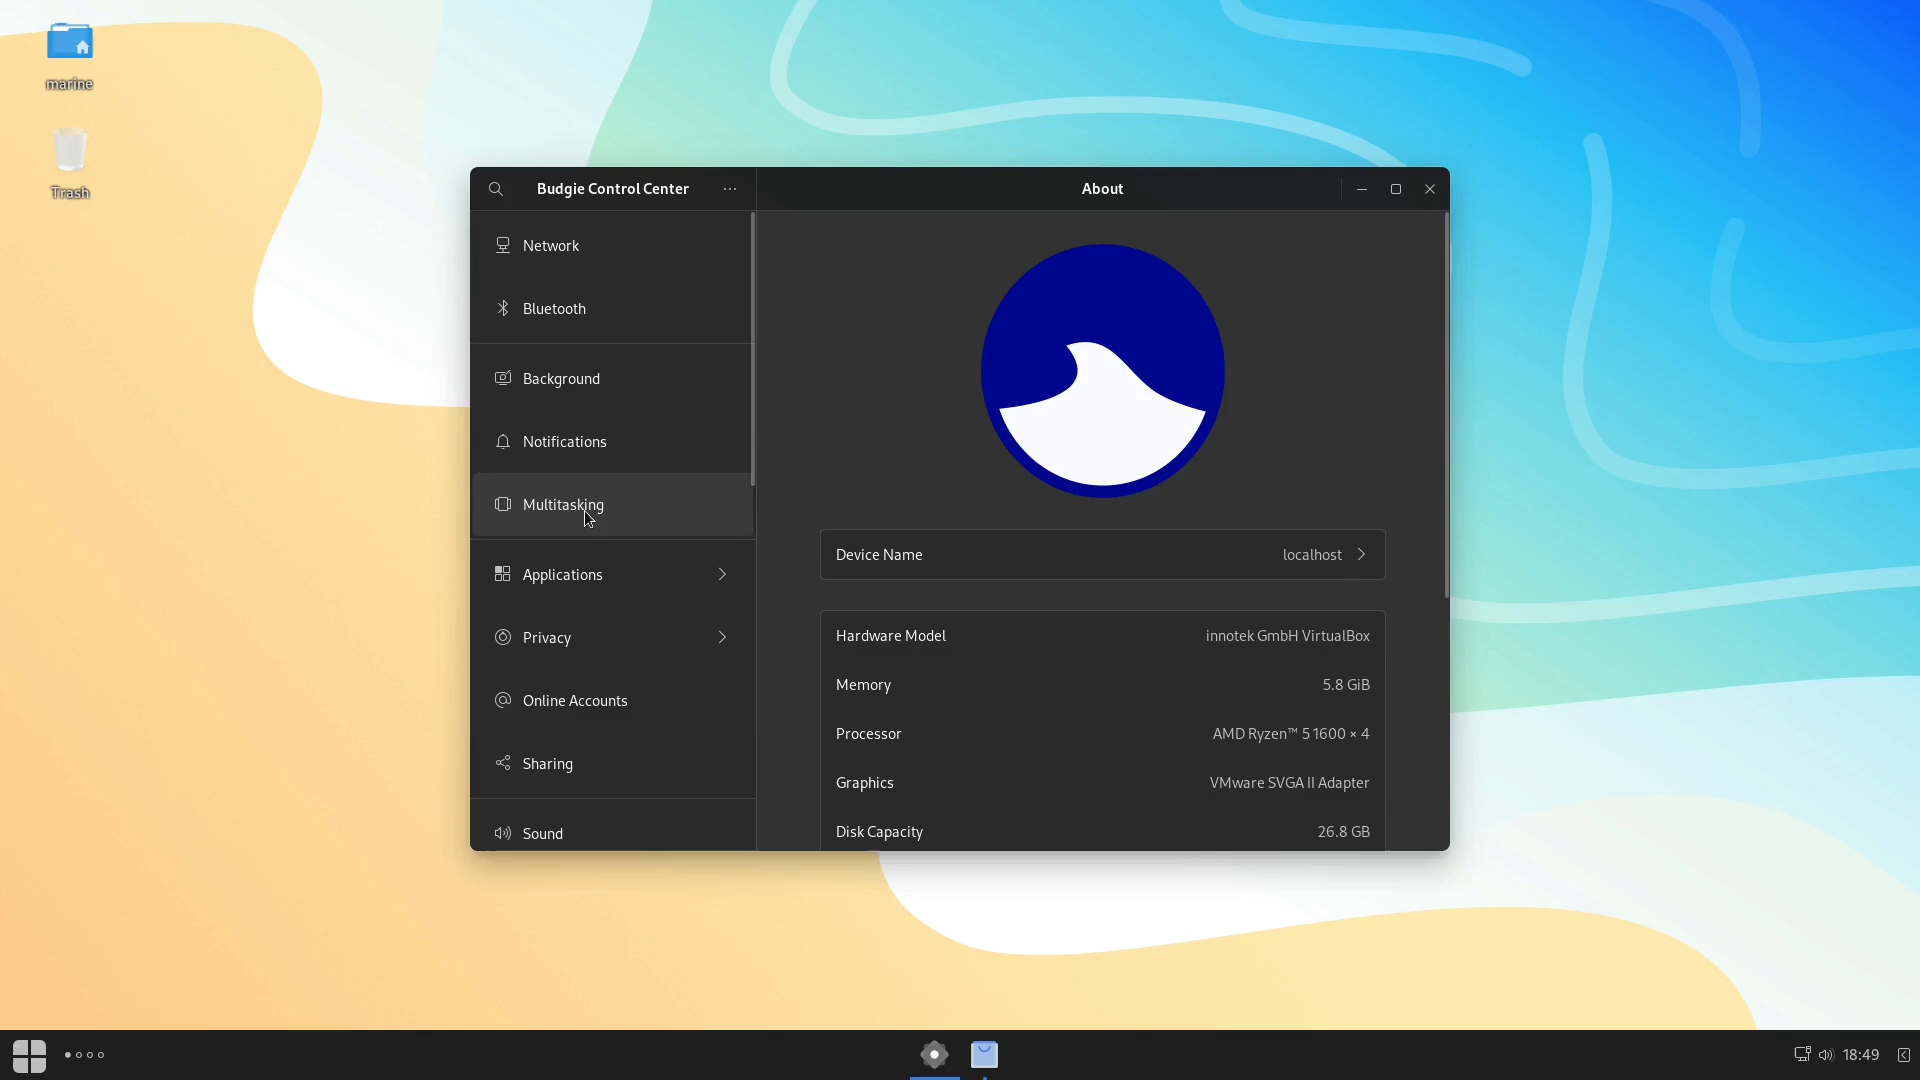 marine
Trash
Budgie Control Center
About
Network
Bluetooth
Background
Notifications
Multitasking
Applications
Privacy
Online Accounts
Sharing
Sound
Device Name localhost
Hardware Model innotek GmbH VirtualBox
Memory 5.8 GiB
Processor AMD Ryzen™ 5 1600 × 4
Graphics VMware SVGA II Adapter
Disk Capacity 26.8 GB
18:49